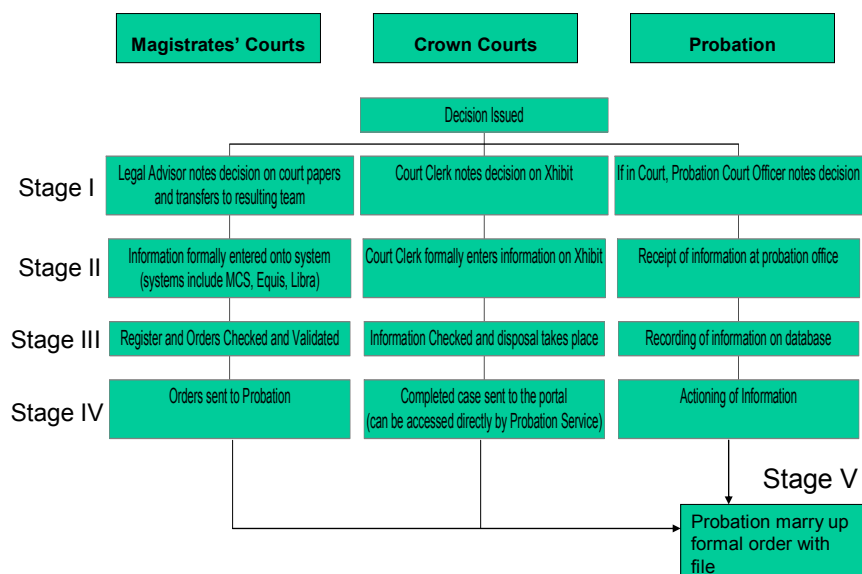 Magistrates' Courts
Crown Courts
Probation
Decision Issued
Stage I
Legal Advisor notes decision on court papers
and transfers to resulting team
Court Clerk notes decision on Xhibit
If in Court, Probation Court Officer notes decision
Stage II
Information formally entered onto system
(systems include MCS, Equis, Libra)
Court Clerk formally enters information on Xhibit
Receipt of information at probation office
Stage III
Register and Orders Checked and Validated
Information Checked and disposal takes place
Recording of information on database
Stage IV
Orders sent to Probation
Completed case sent to the portal
(can be accessed directly by Probation Service)
Actioning of Information
Stage V
Probation marry up
formal order with
file